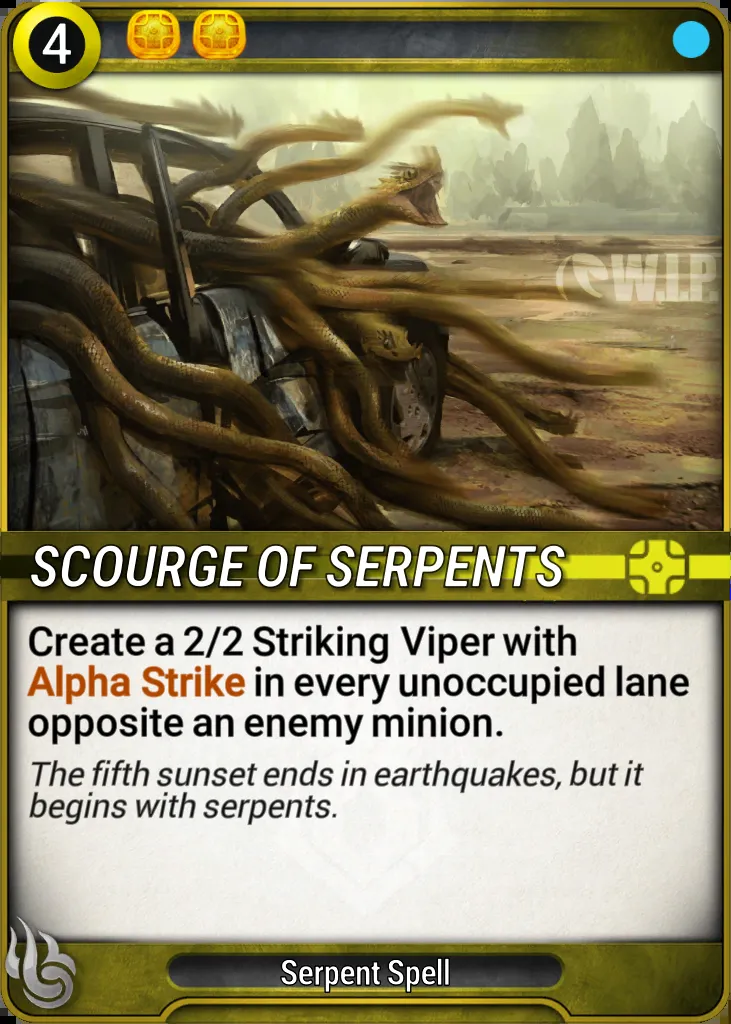 4
W.I.P.
SCOURGE OF SERPENTS
Create a 2/2 Striking Viper with
Alpha Strike in every unoccupied lane
opposite an enemy minion.
The fifth sunset ends in earthquakes, but it
begins with serpents.
Serpent Spell